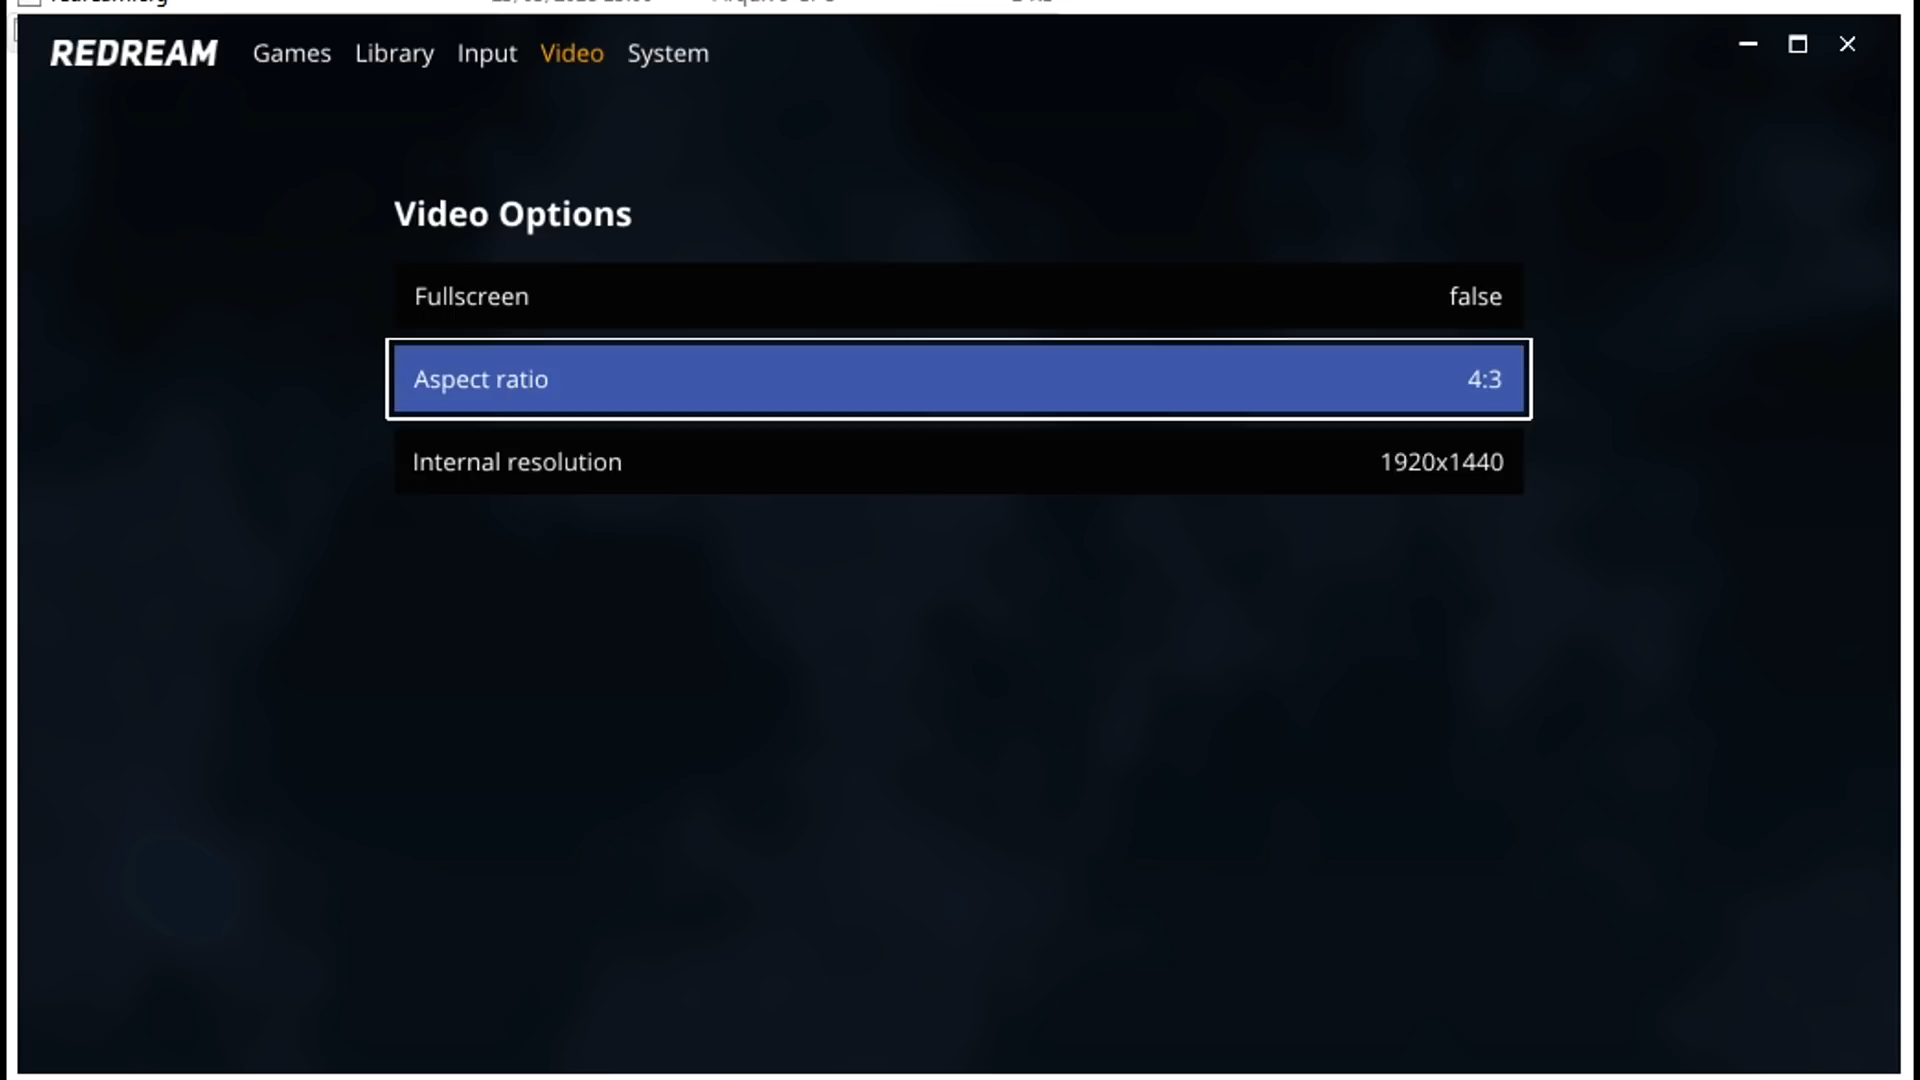 REDREAM Games Library Input Video System
Video Options
Fullscreen false
Aspect ratio 4:3
Internal resolution 1920x1440